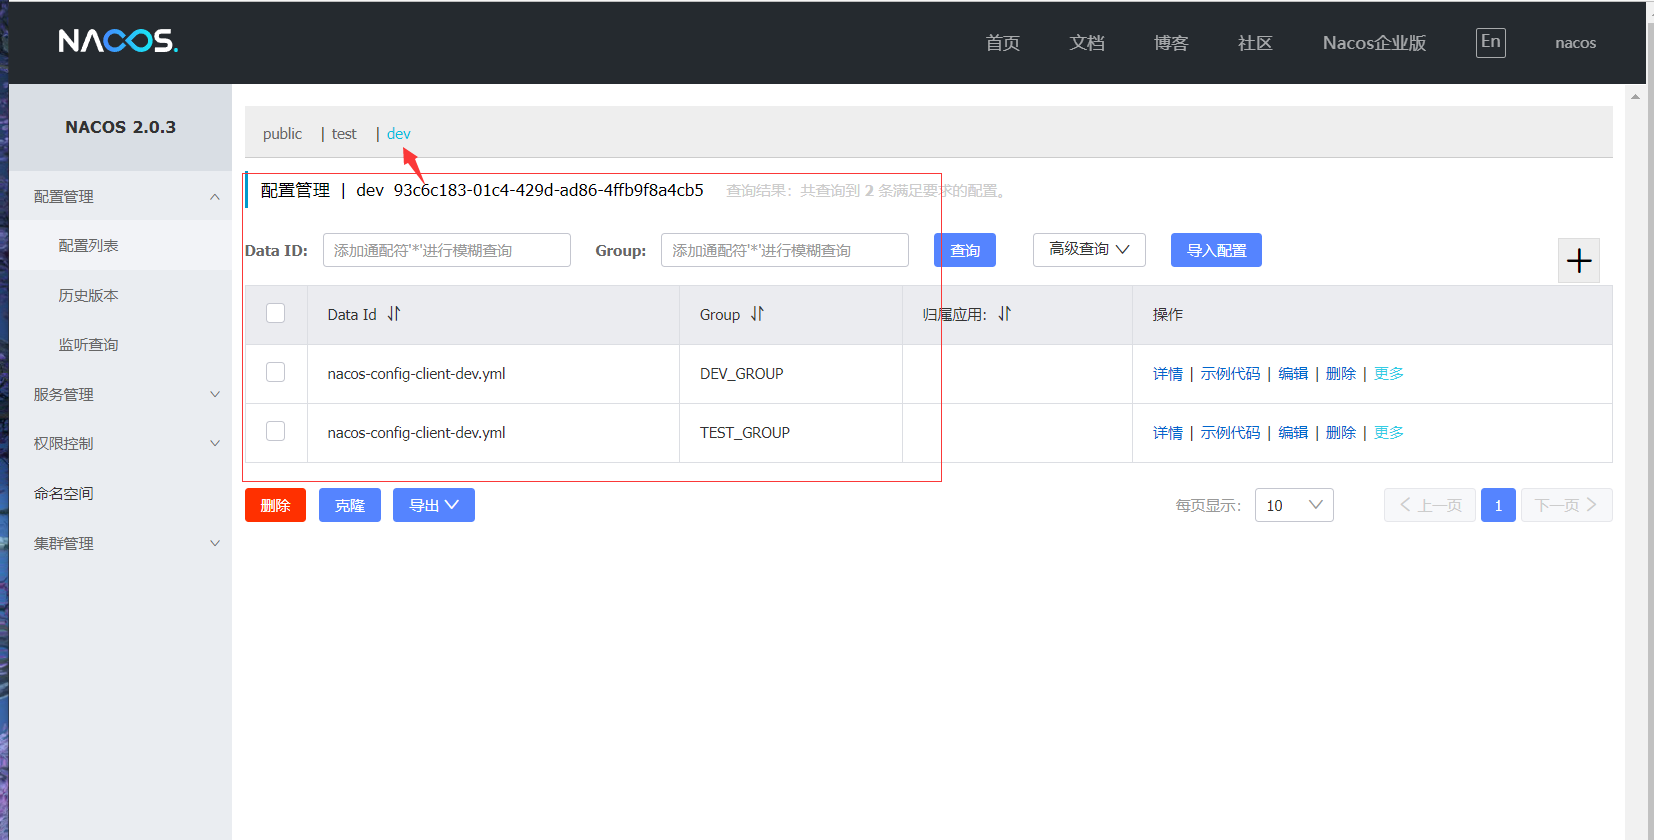 NACOS.
首页 文档 博客 社区 Nacos企业版 En nacos
NACOS 2.0.3
配置管理
配置列表
历史版本
监听查询
服务管理
权限控制
命名空间
集群管理
public | test | dev
配置管理 | dev 93c6c183-01c4-429d-ad86-4ffb9f8a4cb5 查询结果：共查询到 2 条满足要求的配置。
Data ID: 添加通配符'*'进行模糊查询 Group: 添加通配符'*'进行模糊查询 查询 高级查询 导入配置
Data Id Group 归属应用: 操作
nacos-config-client-dev.yml DEV_GROUP 详情 | 示例代码 | 编辑 | 删除 | 更多
nacos-config-client-dev.yml TEST_GROUP 详情 | 示例代码 | 编辑 | 删除 | 更多
删除 克隆 导出 每页显示: 10 上一页 1 下一页